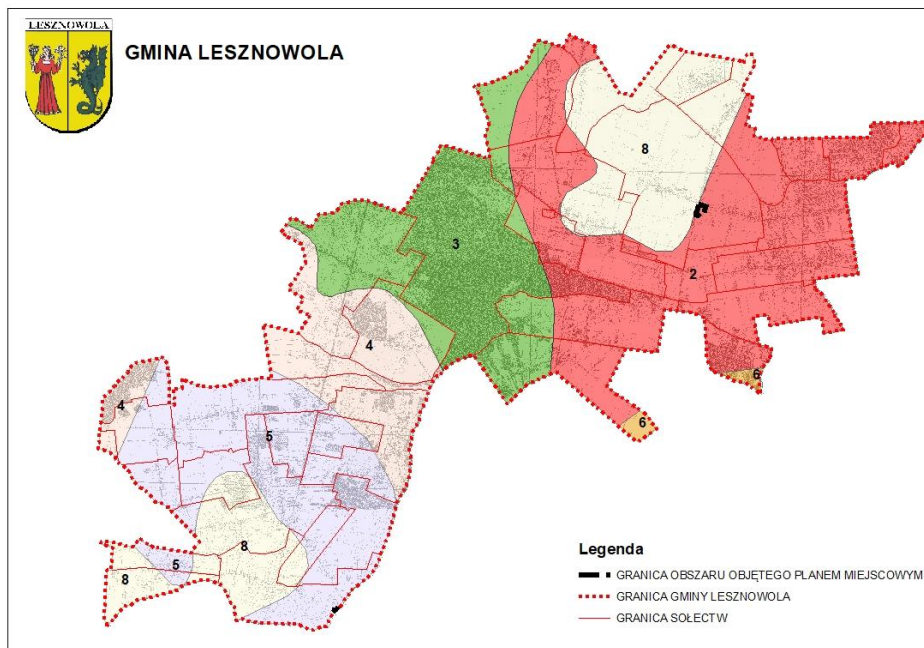 LESZNOWOLA
GMINA LESZNOWOLA
8
3
2
4
6
4
6
5
8
5
8
Legenda
GRANICA OBSZARU OBJĘTEGO PLANEM MIEJSCOWYM
GRANICA GMINY LESZNOWOLA
GRANICA SOŁECTW